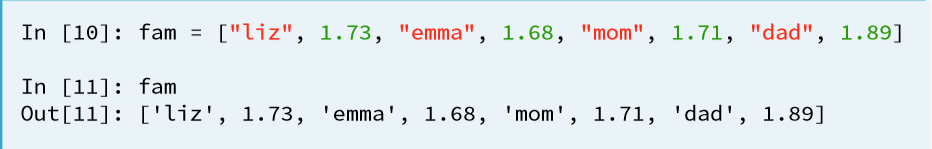 In [10]: fam = ["liz", 1.73, "emma", 1.68, "mom", 1.71, "dad", 1.89]
In [11]: fam
Out[11]: ['liz', 1.73, 'emma', 1.68, 'mom', 1.71, 'dad', 1.89]